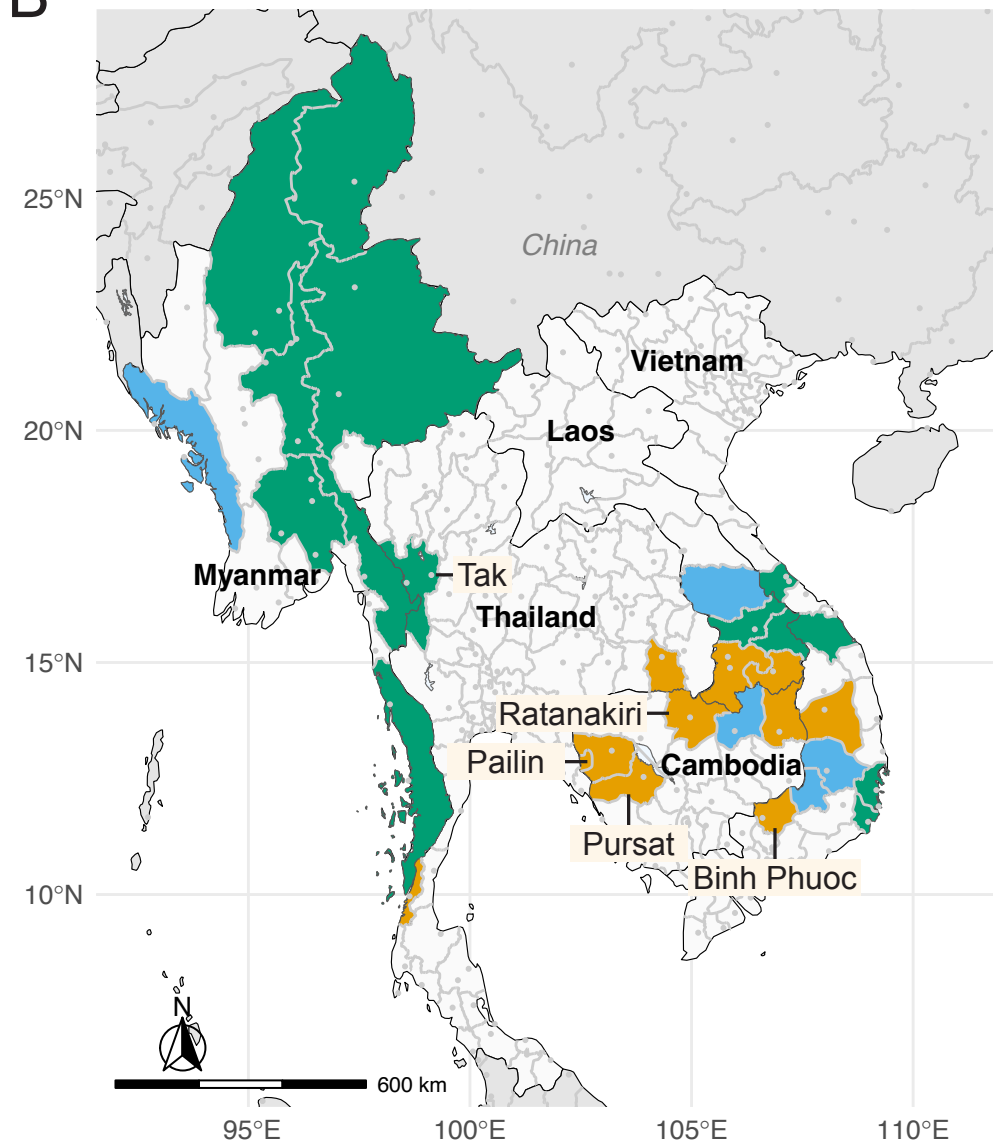 B
25°N
China
Vietnam
20°N
Laos
Myanmar
Tak
Thailand
15°N
Ratanakiri
Pailin
Cambodia
Pursat
Binh Phuoc
10°N
N
600 km
95°E
100°E
105°E
110°E